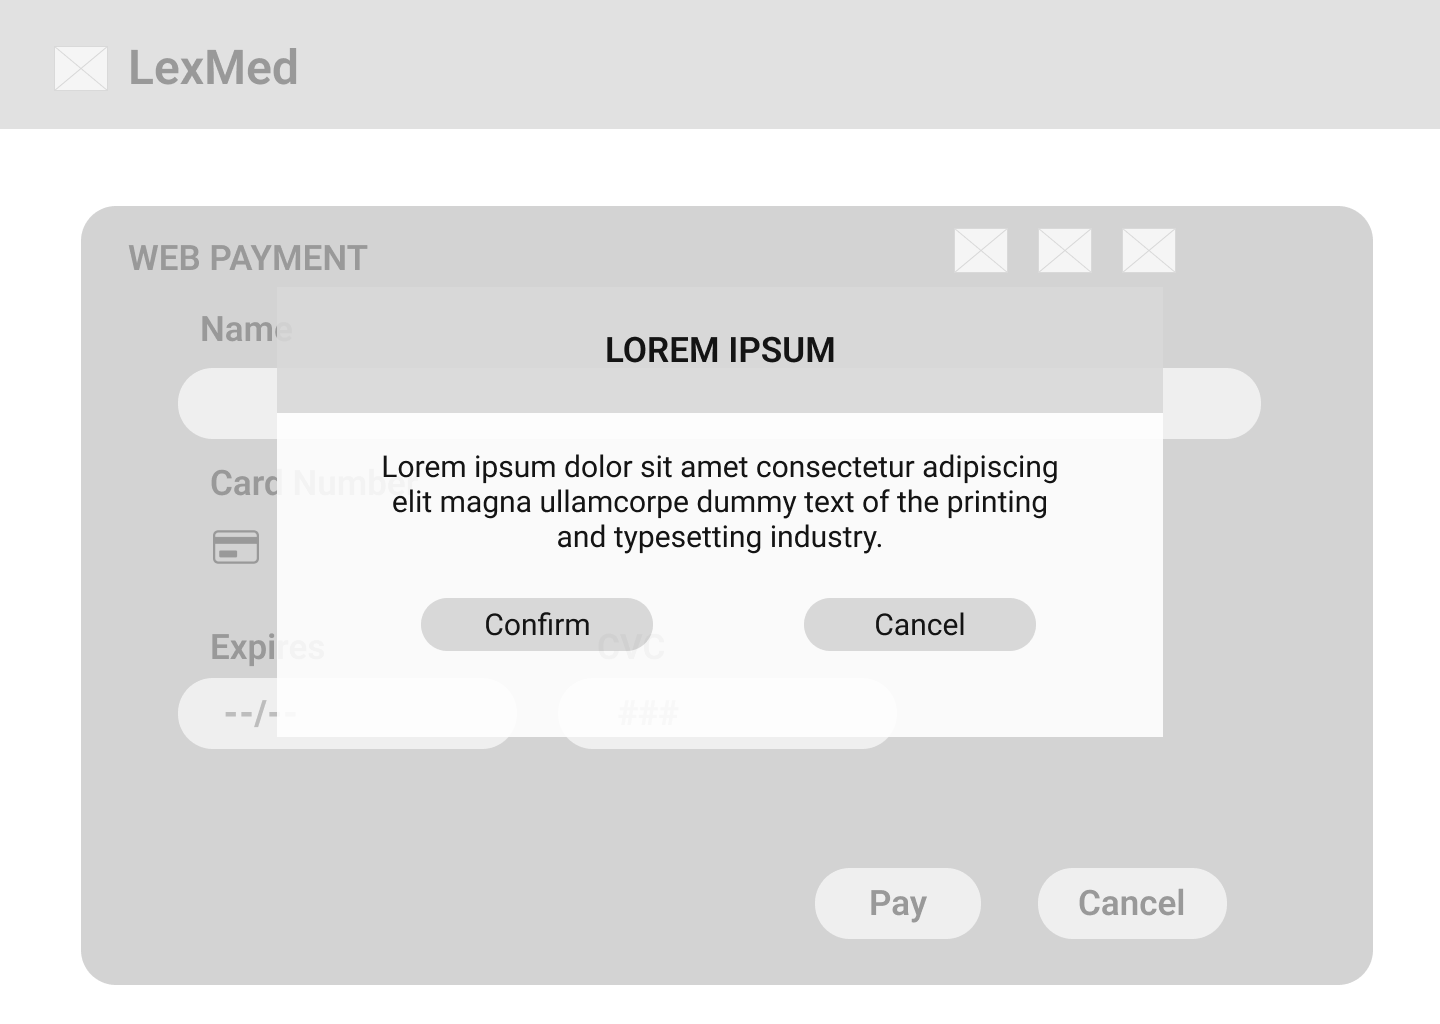 LexMed
WEB PAYMENT
Name
LOREM IPSUM
Card Number
Lorem ipsum dolor sit amet consectetur adipiscing
elit magna ullamcorpe dummy text of the printing
and typesetting industry.
Confirm
Cancel
Expires
CVC
--/--
###
Pay
Cancel